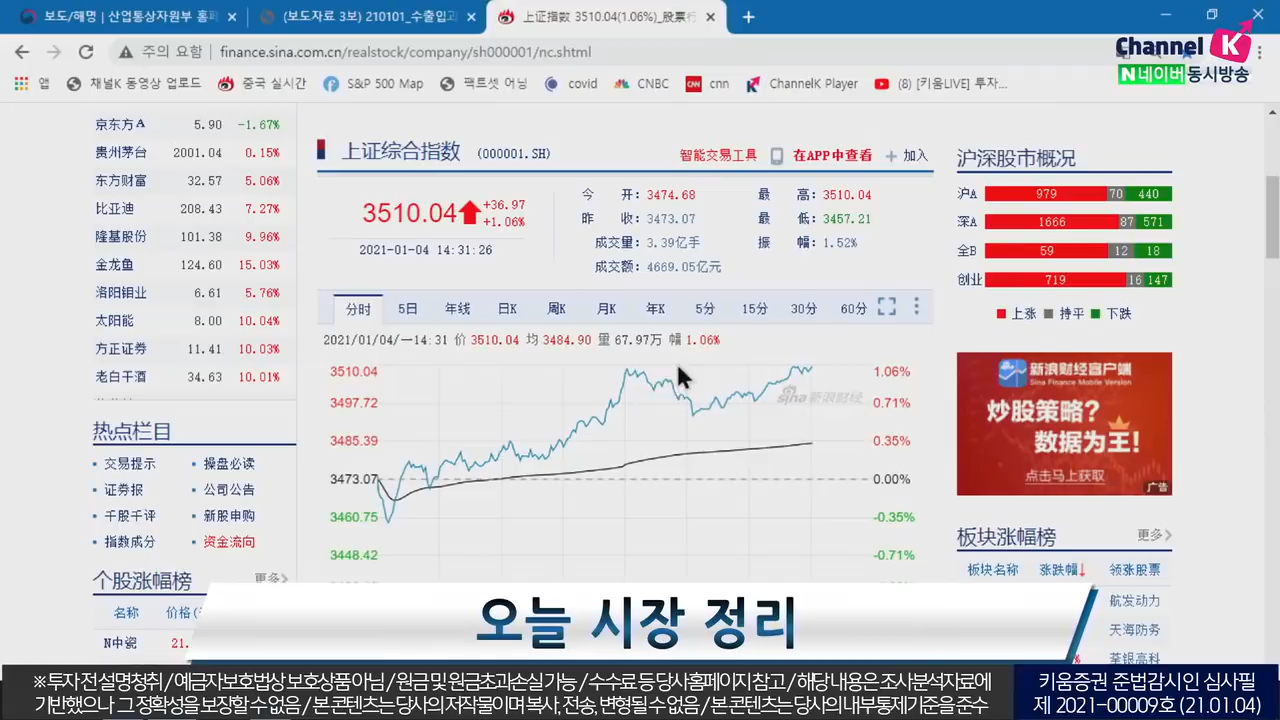 보도/해명 | 산업통상자원부 홈페
(보도자료 3보) 210101_수출입과
上证指数 3510.04(1.06%)_股票行
주의 요함
finance.sina.com.cn/realstock/company/sh000001/nc.shtml
Channel K
N네이버 동시방송
앱
채널K 동영상 업로드
중국 실시간
S&P 500 Map
covid
CNBC
CNN cnn
ChannelK Player
(8) [키움LIVE] 투자...
京东方A 5.90 -1.67%
贵州茅台 2001.04 0.15%
东方财富 32.57 5.06%
比亚迪 208.43 7.27%
隆基股份 101.38 9.96%
金龙鱼 124.60 15.03%
洛阳钼业 6.61 5.76%
太阳能 8.00 10.04%
方正证券 11.41 10.03%
老白干酒 34.63 10.01%
热点栏目
交易提示 操盘必读
证券报 公司公告
千股千评 新股申购
指数成分 资金流向
个股涨幅榜 更多
名称 价格(
N中瓷 21.
上证综合指数 (000001.SH)
智能交易工具 在APP中查看 加入
3510.04 +36.97
+1.06%
2021-01-04 14:31:26
今 开: 3474.68 最 高: 3510.04
昨 收: 3473.07 最 低: 3457.21
成交量: 3.39亿手 振 幅: 1.52%
成交额: 4669.05亿元
分时 5日 年线 日K 周K 月K 年K 5分 15分 30分 60分
2021/01/04/一14:31 价 3510.04 均 3484.90 量 67.97万 幅 1.06%
3510.04 1.06%
sina新浪财经
3497.72 0.71%
3485.39 0.35%
3473.07 0.00%
3460.75 -0.35%
3448.42 -0.71%
沪深股市概况
沪A 979 70 440
深A 1666 87 571
全B 59 12 18
创业 719 16 147
上涨 持平 下跌
新浪财经客户端
Sina Finance Mobile Version
炒股策略?
数据为王!
点击马上获取
广告
板块涨幅榜 更多
板块名称 涨跌幅↓ 领涨股票
航发动力
天海防务
荃银高科
오늘 시장 정리
※ 투자 전 설명청취 / 예금자보호법상 보호상품 아님 / 원금 및 원금초과손실 가능 / 수수료 등 당사홈페이지 참고 / 해당 내용은 조사분석자료에
기반했으나 그 정확성을 보장할 수 없음 / 본 콘텐츠는 당사의 저작물이며 복사, 전송, 변형될 수 없음 / 본 콘텐츠는 당사의 내부통제기준을 준수
키움증권 준법감시인 심사필
제 2021-00009호 (21.01.04)